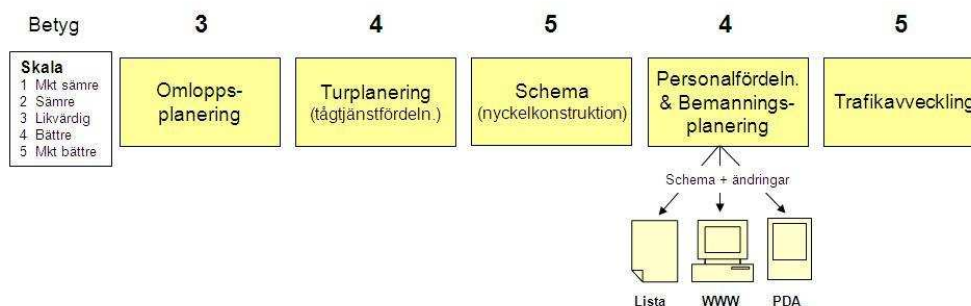 Betyg
3
4
5
4
5
Skala
1 Mkt sämre
2 Sämre
3 Likvärdig
4 Bättre
5 Mkt bättre
Omlopps-
planering
Turplanering
(tågtjänstfördeln.)
Schema
(nyckelkonstruktion)
Personalfördeln.
& Bemannings-
planering
Trafikavveckling
Schema + ändringar
Lista
WWW
PDA